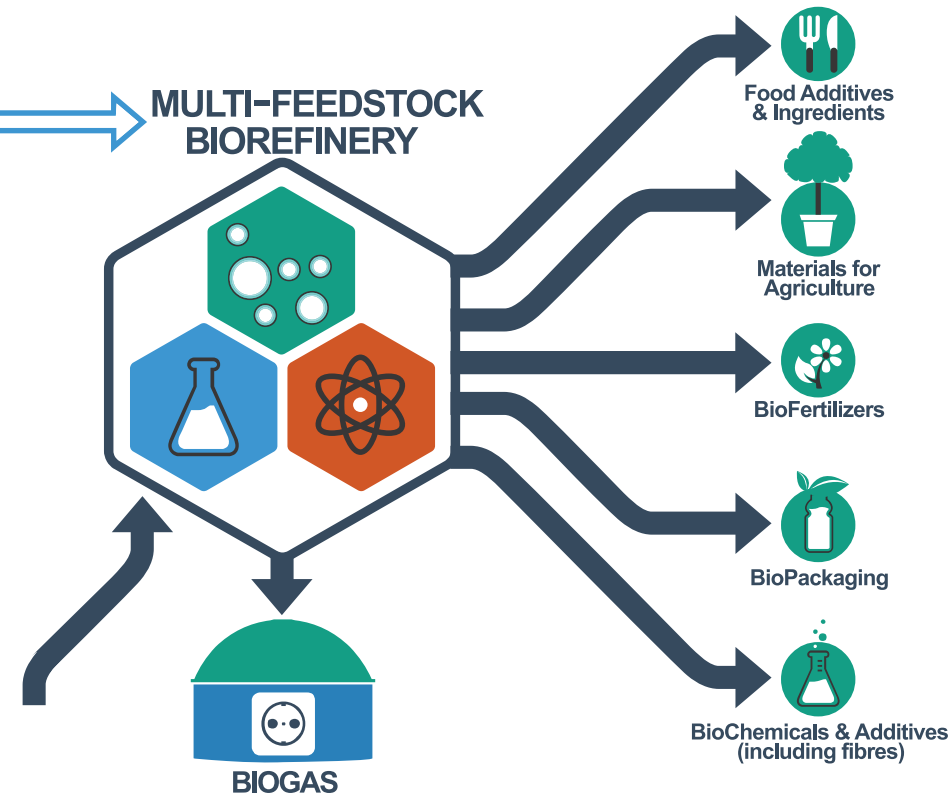 MULTI-FEEDSTOCK
BIOREFINERY
Food Additives
& Ingredients
Materials for
Agriculture
BioFertilizers
BioPackaging
BioChemicals & Additives
(including fibres)
BIOGAS